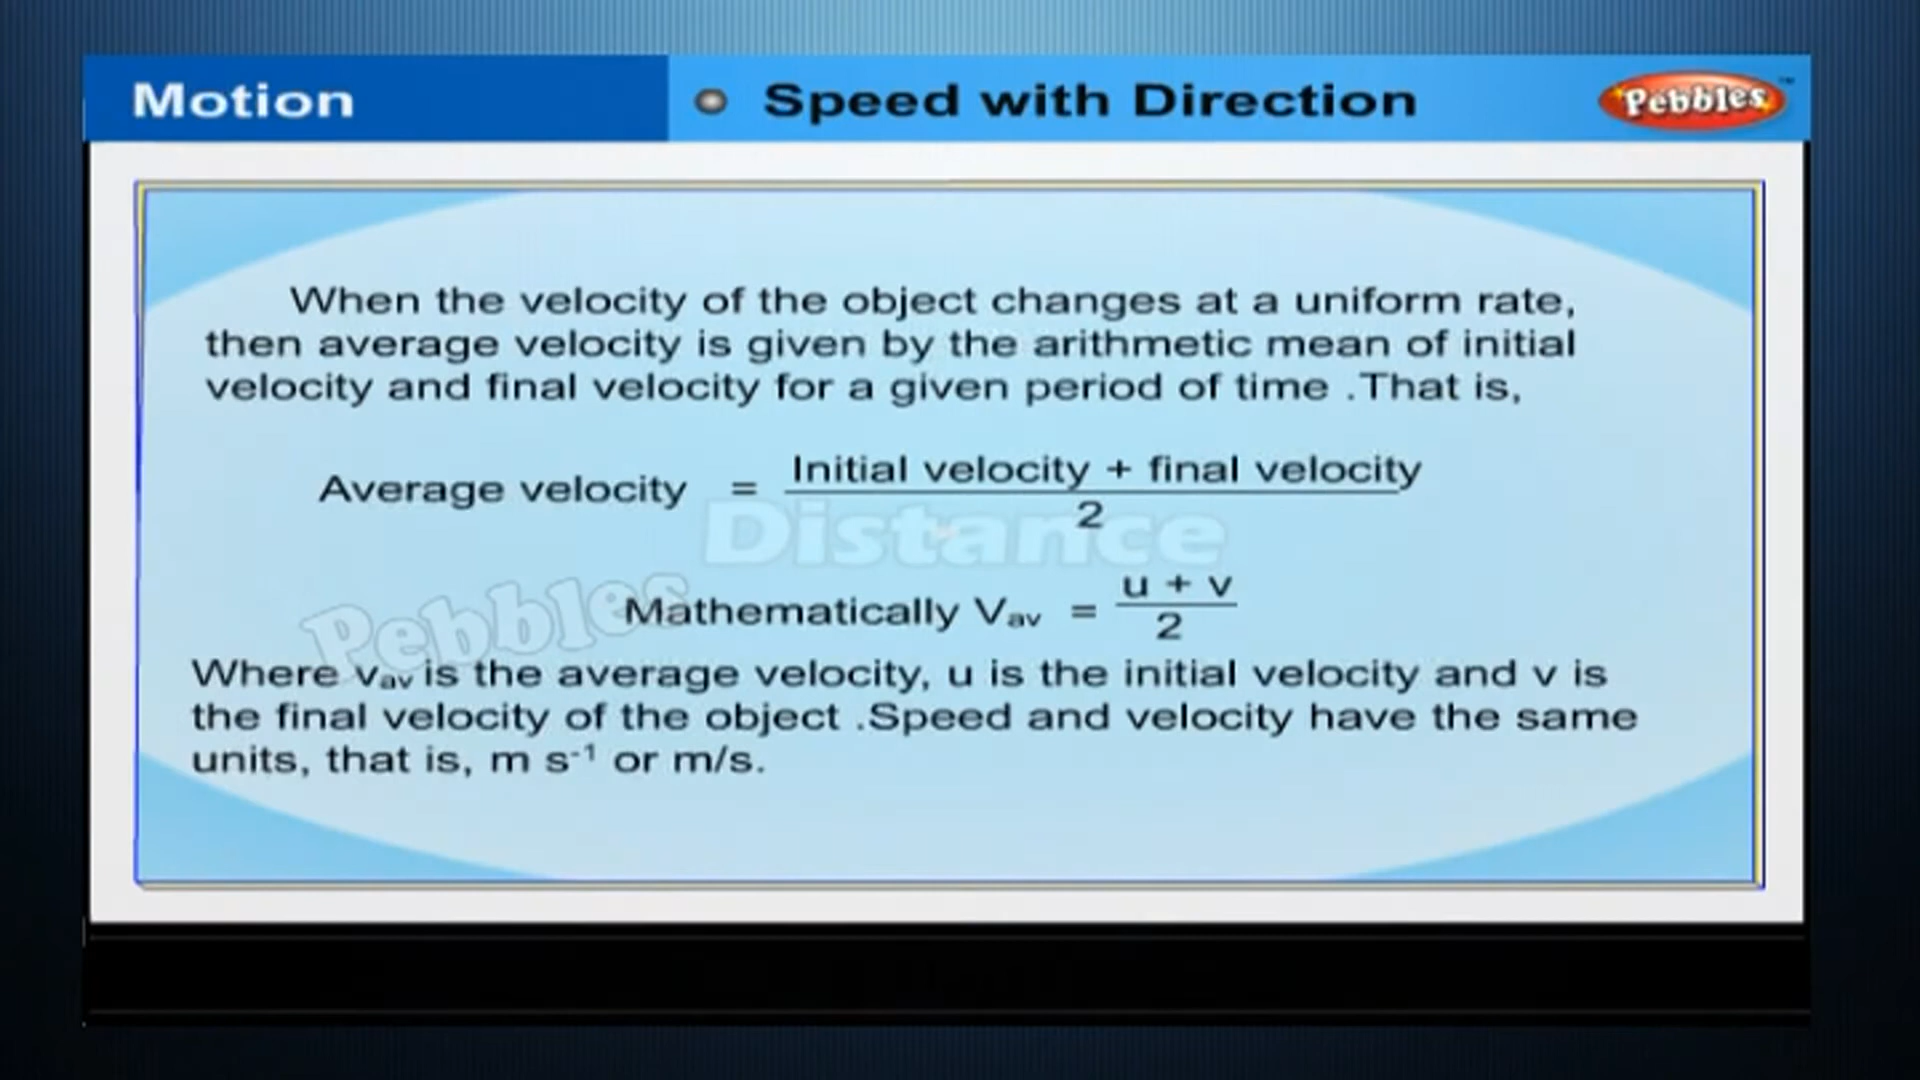 Motion
Speed with Direction
Pebbles™
When the velocity of the object changes at a uniform rate,
then average velocity is given by the arithmetic mean of initial
velocity and final velocity for a given period of time .That is,
Average velocity = Initial velocity + final velocity
2
Distance
Mathematically Vav = u + v
2
Pebbles
Where vav is the average velocity, u is the initial velocity and v is
the final velocity of the object .Speed and velocity have the same
units, that is, m s-1 or m/s.